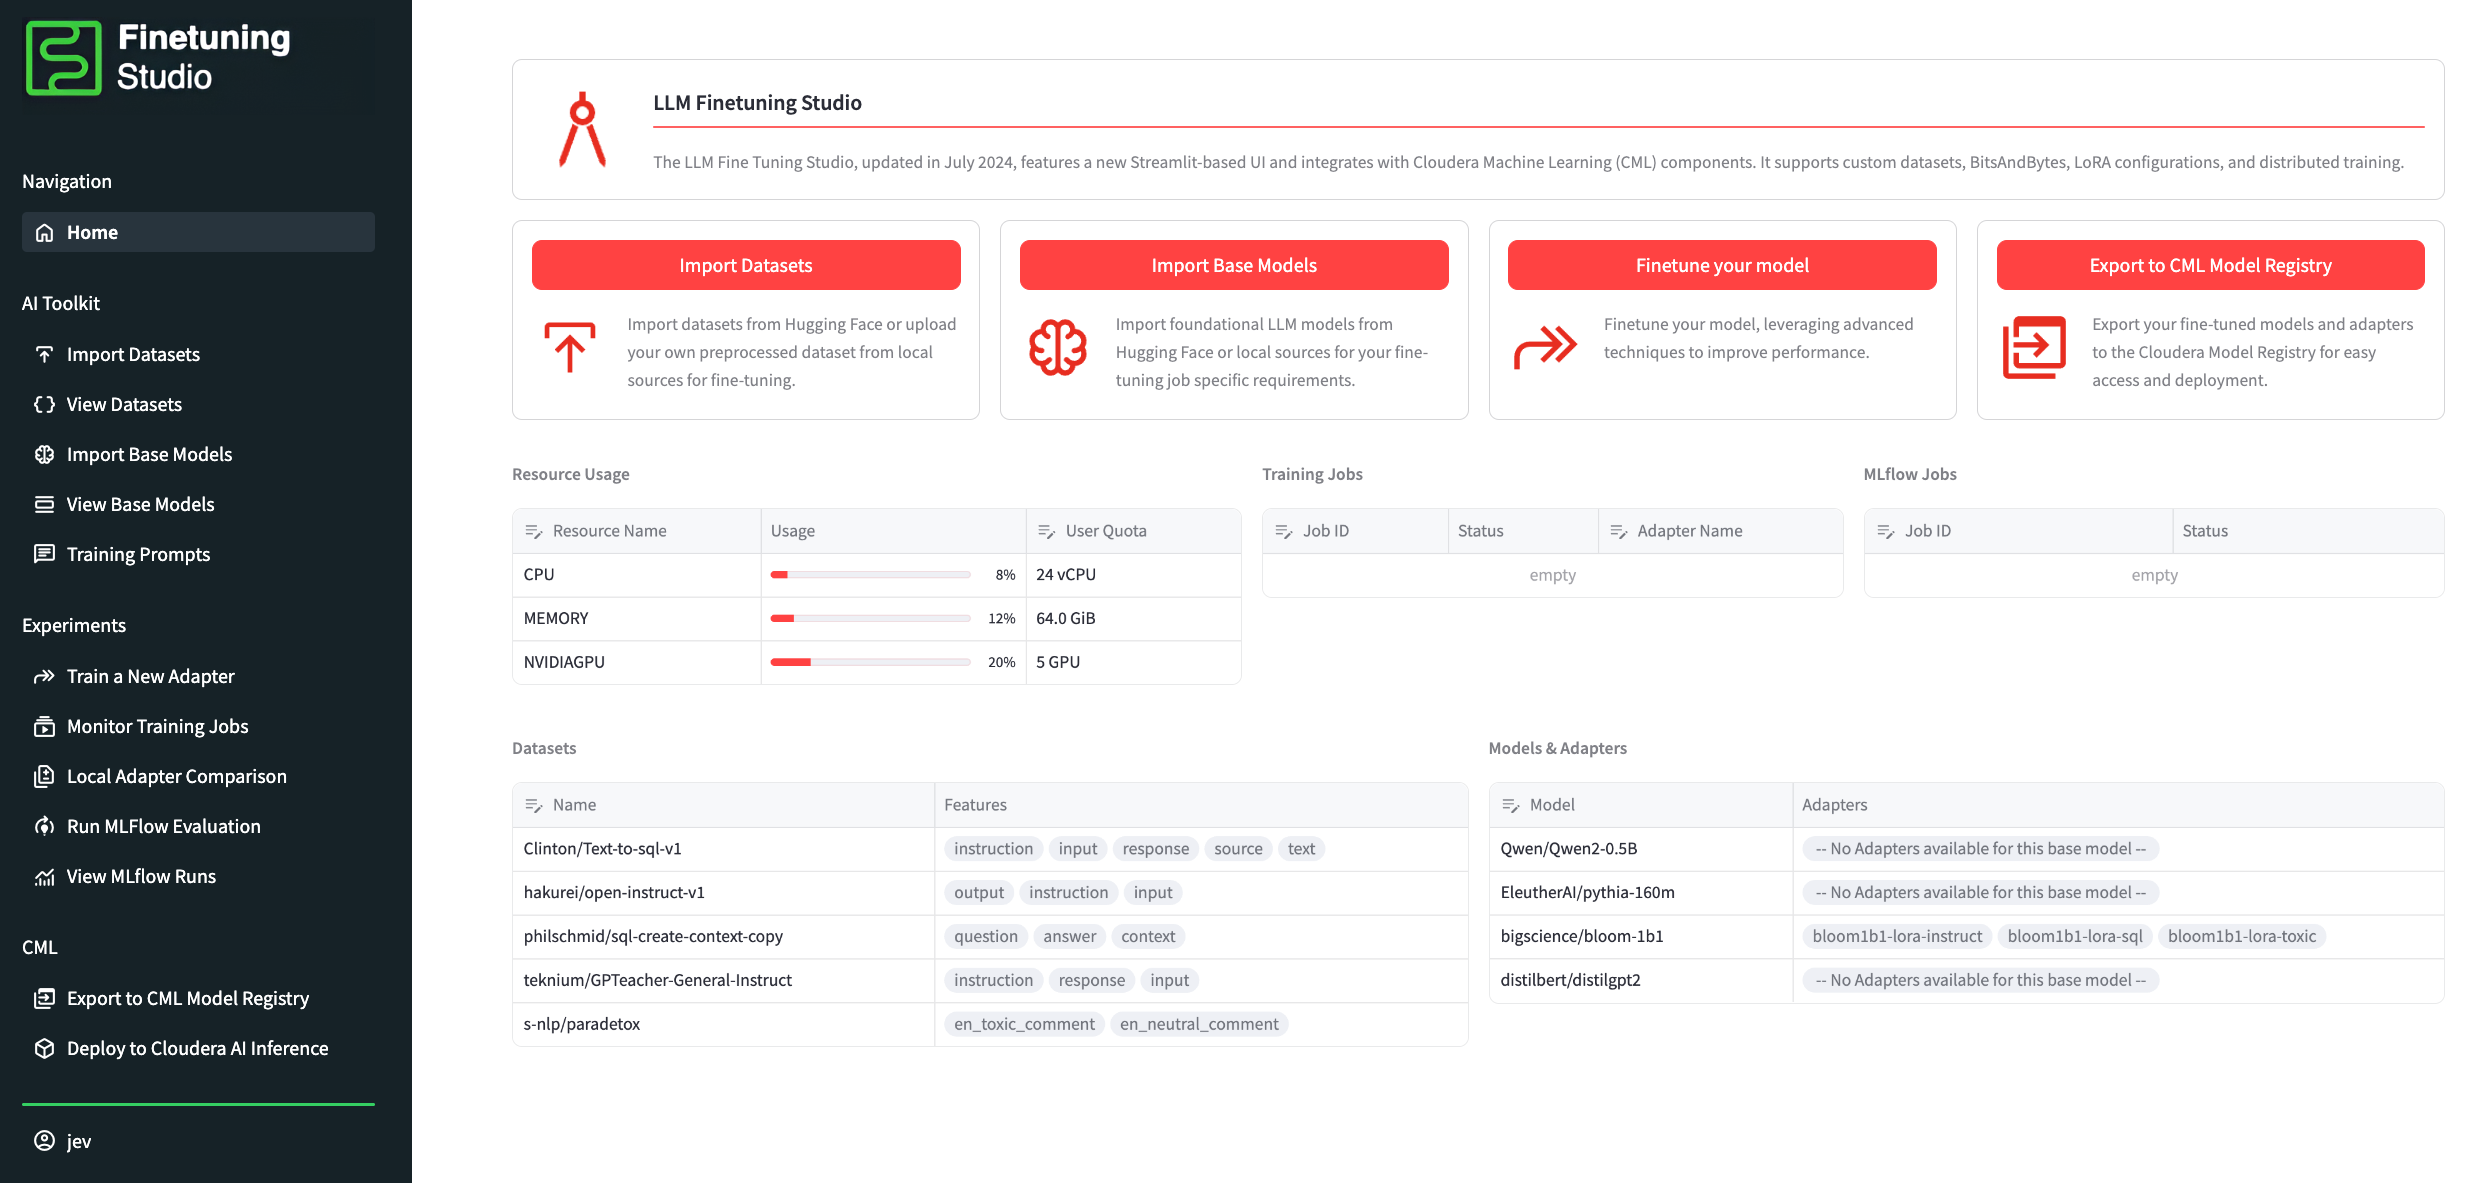 Finetuning
Studio
Navigation
Home
AI Toolkit
Import Datasets
View Datasets
Import Base Models
View Base Models
Training Prompts
Experiments
Train a New Adapter
Monitor Training Jobs
Local Adapter Comparison
Run MLFlow Evaluation
View MLflow Runs
CML
Export to CML Model Registry
Deploy to Cloudera AI Inference
jev
LLM Finetuning Studio
The LLM Fine Tuning Studio, updated in July 2024, features a new Streamlit-based UI and integrates with Cloudera Machine Learning (CML) components. It supports custom datasets, BitsAndBytes, LoRA configurations, and distributed training.
Import Datasets
Import datasets from Hugging Face or upload
your own preprocessed dataset from local
sources for fine-tuning.
Import Base Models
Import foundational LLM models from
Hugging Face or local sources for your fine-
tuning job specific requirements.
Finetune your model
Finetune your model, leveraging advanced
techniques to improve performance.
Export to CML Model Registry
Export your fine-tuned models and adapters
to the Cloudera Model Registry for easy
access and deployment.
Resource Usage
Resource Name Usage User Quota
CPU 8% 24 vCPU
MEMORY 12% 64.0 GiB
NVIDIAGPU 20% 5 GPU
Training Jobs
Job ID Status Adapter Name
empty
MLflow Jobs
Job ID Status
empty
Datasets
Name Features
Clinton/Text-to-sql-v1 instruction input response source text
hakurei/open-instruct-v1 output instruction input
philschmid/sql-create-context-copy question answer context
teknium/GPTeacher-General-Instruct instruction response input
s-nlp/paradetox en_toxic_comment en_neutral_comment
Models & Adapters
Model Adapters
Qwen/Qwen2-0.5B -- No Adapters available for this base model --
EleutherAI/pythia-160m -- No Adapters available for this base model --
bigscience/bloom-1b1 bloom1b1-lora-instruct bloom1b1-lora-sql bloom1b1-lora-toxic
distilbert/distilgpt2 -- No Adapters available for this base model --